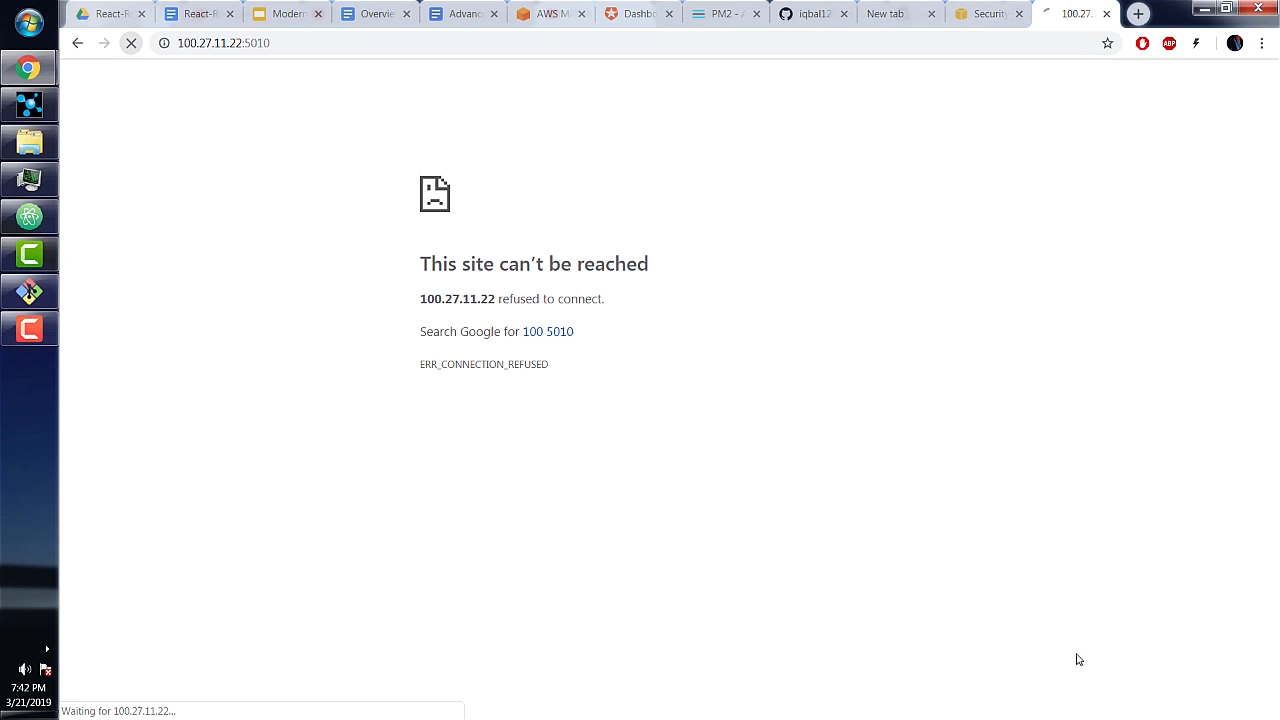 React-R
React-R
Modern
Overvie
Advanc
AWS M
Dashbo
PM2 - A
iqbal12
New tab
Security
100.27.1
100.27.11.22:5010
ABP
This site can't be reached
100.27.11.22 refused to connect.
Search Google for 100 5010
ERR_CONNECTION_REFUSED
7:42 PM
3/21/2019
Waiting for 100.27.11.22...